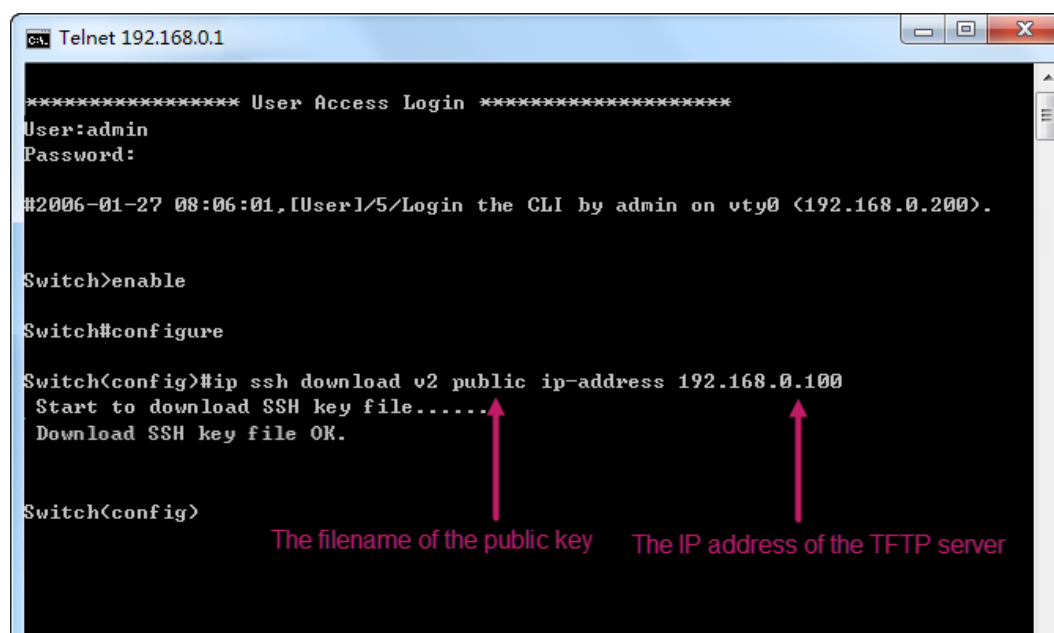 Telnet 192.168.0.1
***************** User Access Login ********************
User:admin
Password:
#2006-01-27 08:06:01,[User]/5/Login the CLI by admin on vty0 (192.168.0.200).
Switch>enable
Switch#configure
Switch(config)#ip ssh download v2 public ip-address 192.168.0.100
Start to download SSH key file......
Download SSH key file OK.
Switch(config)
The filename of the public key
The IP address of the TFTP server